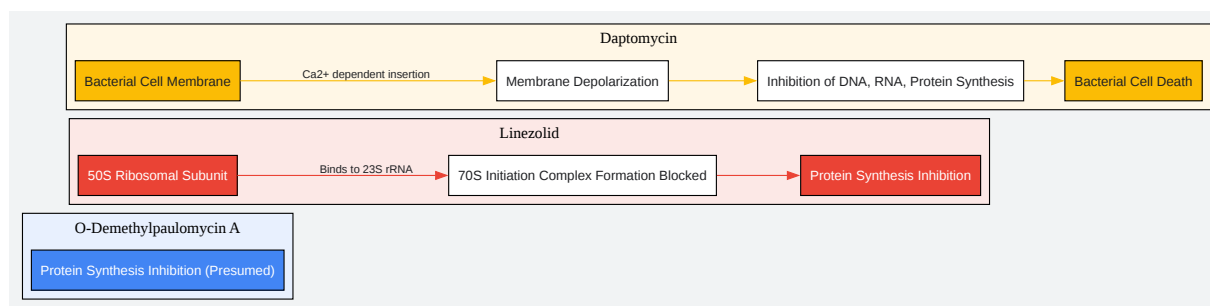 Daptomycin
Bacterial Cell Membrane
Ca2+ dependent insertion
Membrane Depolarization
Inhibition of DNA, RNA, Protein Synthesis
Bacterial Cell Death
Linezolid
50S Ribosomal Subunit
Binds to 23S rRNA
70S Initiation Complex Formation Blocked
Protein Synthesis Inhibition
O-Demethylpaulomycin A
Protein Synthesis Inhibition (Presumed)